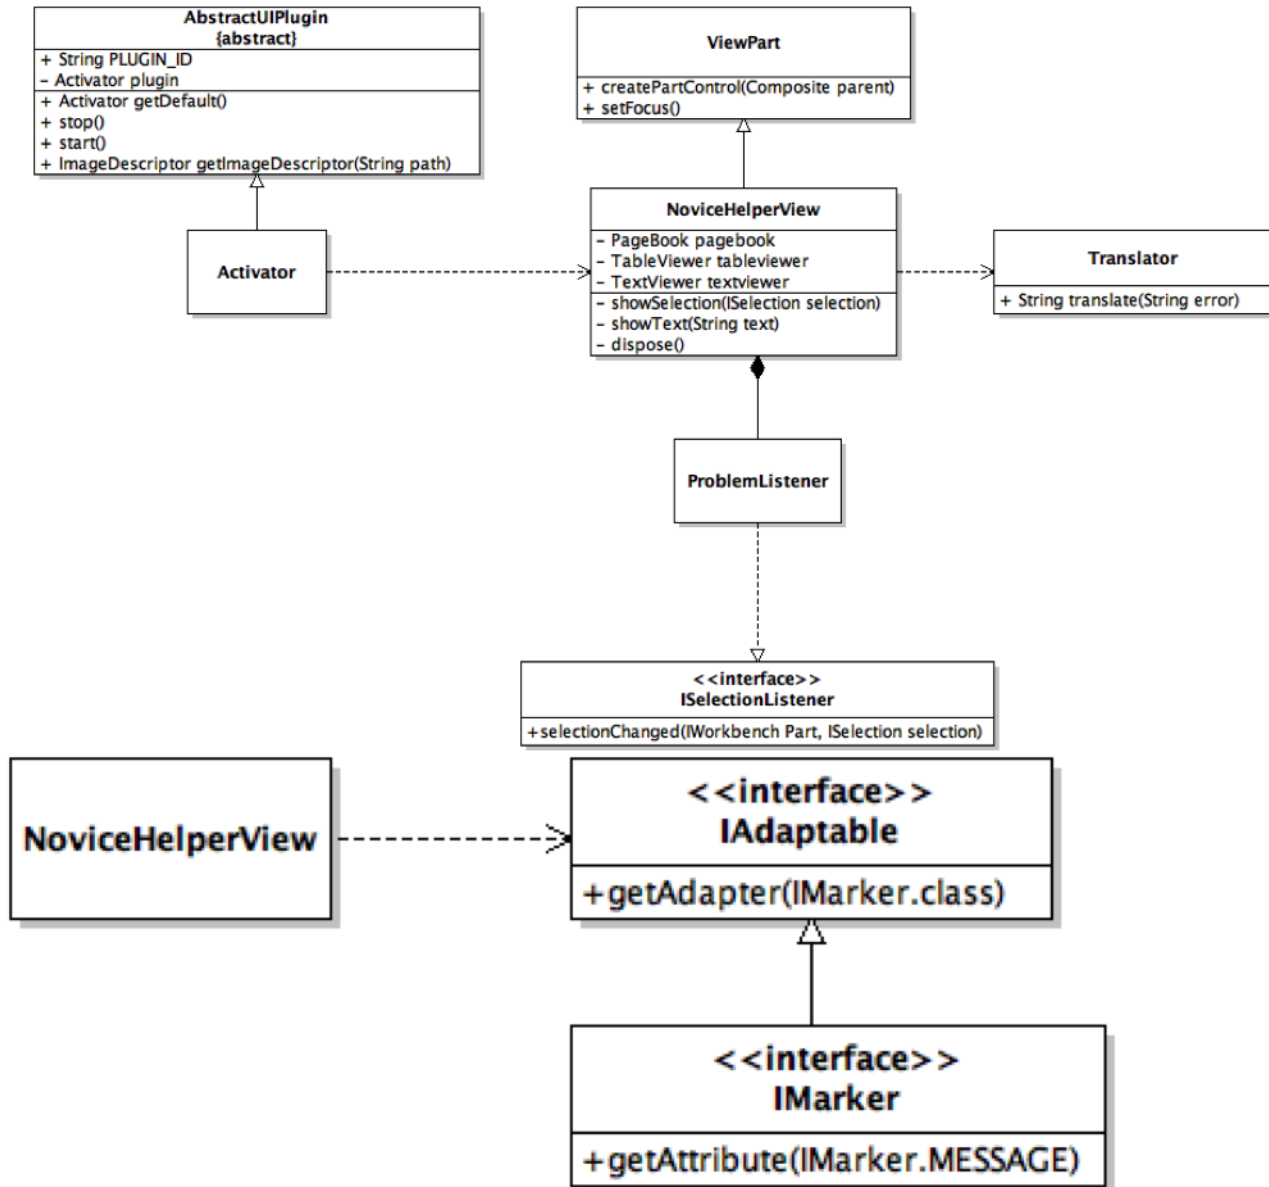 AbstractUIPlugin
{abstract}
+ String PLUGIN_ID
- Activator plugin
+ Activator getDefault()
+ stop()
+ start()
+ ImageDescriptor getImageDescriptor(String path)
ViewPart
+ createPartControl(Composite parent)
+ setFocus()
Activator
NoviceHelperView
- PageBook pagebook
- TableViewer tableviewer
- TextViewer textviewer
- showSelection(ISelection selection)
- showText(String text)
- dispose()
Translator
+ String translate(String error)
ProblemListener
<<interface>>
ISelectionListener
+selectionChanged(IWorkbench Part, ISelection selection)
NoviceHelperView
<<interface>>
IAdaptable
+getAdapter(IMarker.class)
<<interface>>
IMarker
+getAttribute(IMarker.MESSAGE)